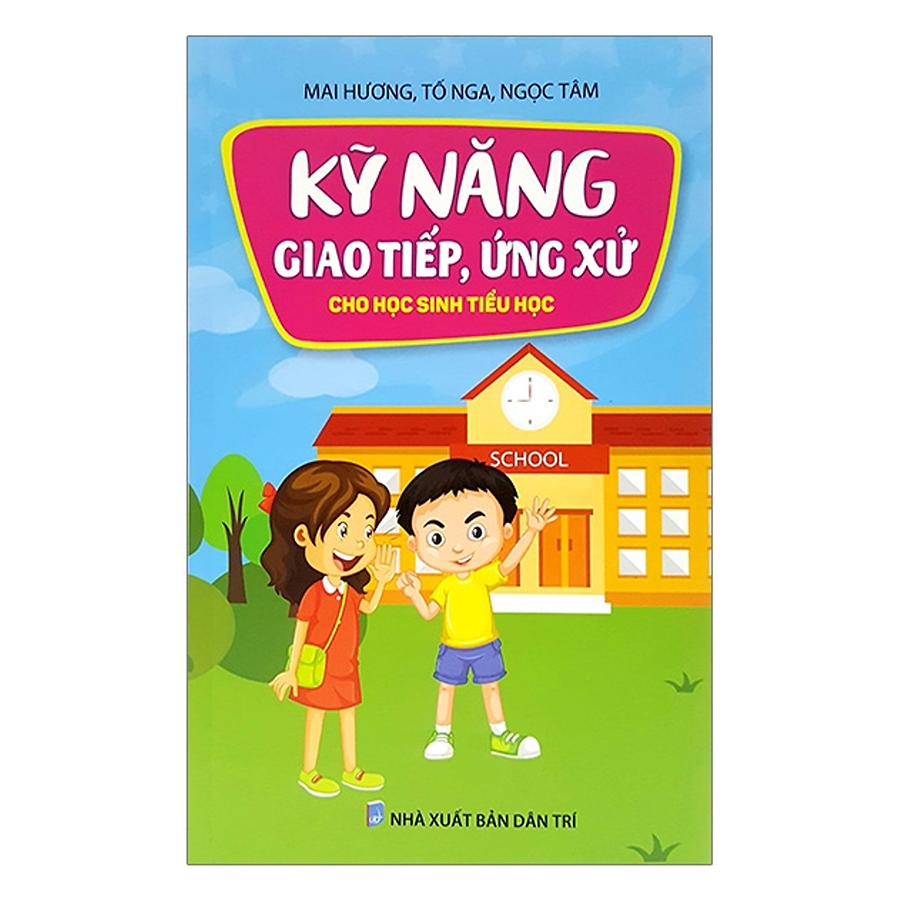 MAI HƯƠNG, TỐ NGA, NGỌC TÂM
KỸ NĂNG
GIAO TIẾP, ỨNG XỬ
CHO HỌC SINH TIỂU HỌC
SCHOOL
NHÀ XUẤT BẢN DÂN TRÍ